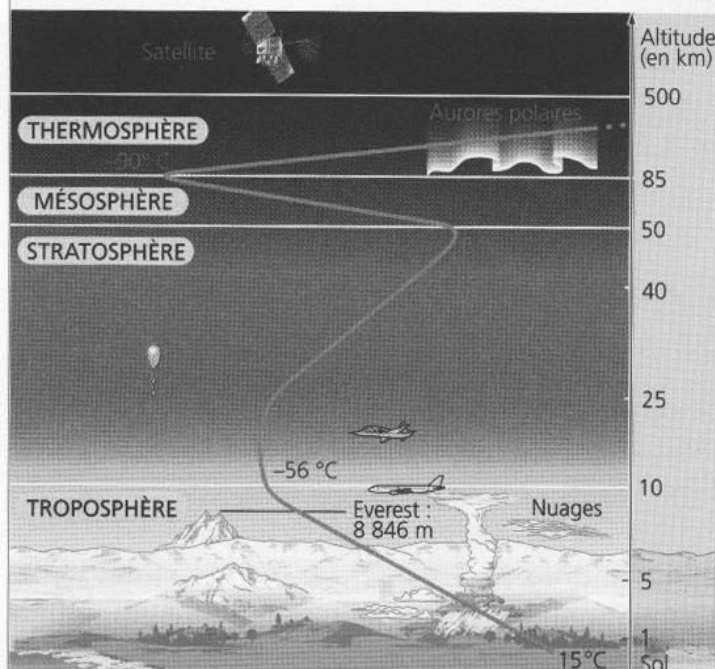 Altitude
(en km)
Satellite
500
Aurores polaires
THERMOSPHÈRE
–90° C
85
MÉSOSPHÈRE
50
STRATOSPHÈRE
40
25
–56 °C
10
TROPOSPHÈRE
Everest :
8 846 m
Nuages
5
1
15°C
Sol